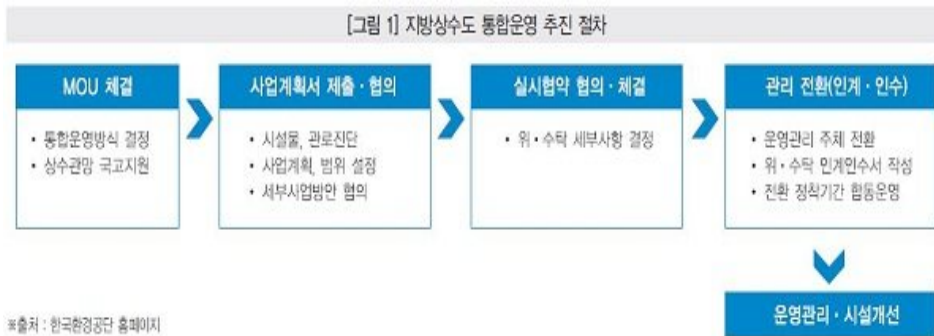 [그림 1] 지방상수도 통합운영 추진 절차
MOU 체결
• 통합운영방식 결정
• 상수관망 국고지원
사업계획서 제출 · 협의
• 시설물, 관로진단
• 사업계획, 범위 설정
• 세부사업방안 협의
실시협약 협의 · 체결
• 위 · 수탁 세부사항 결정
관리 전환(인계 · 인수)
• 운영관리 주체 전환
• 위 · 수탁 인계인수서 작성
• 전환 정착기간 합동운영
운영관리 · 시설개선
※출처 : 한국환경공단 홈페이지